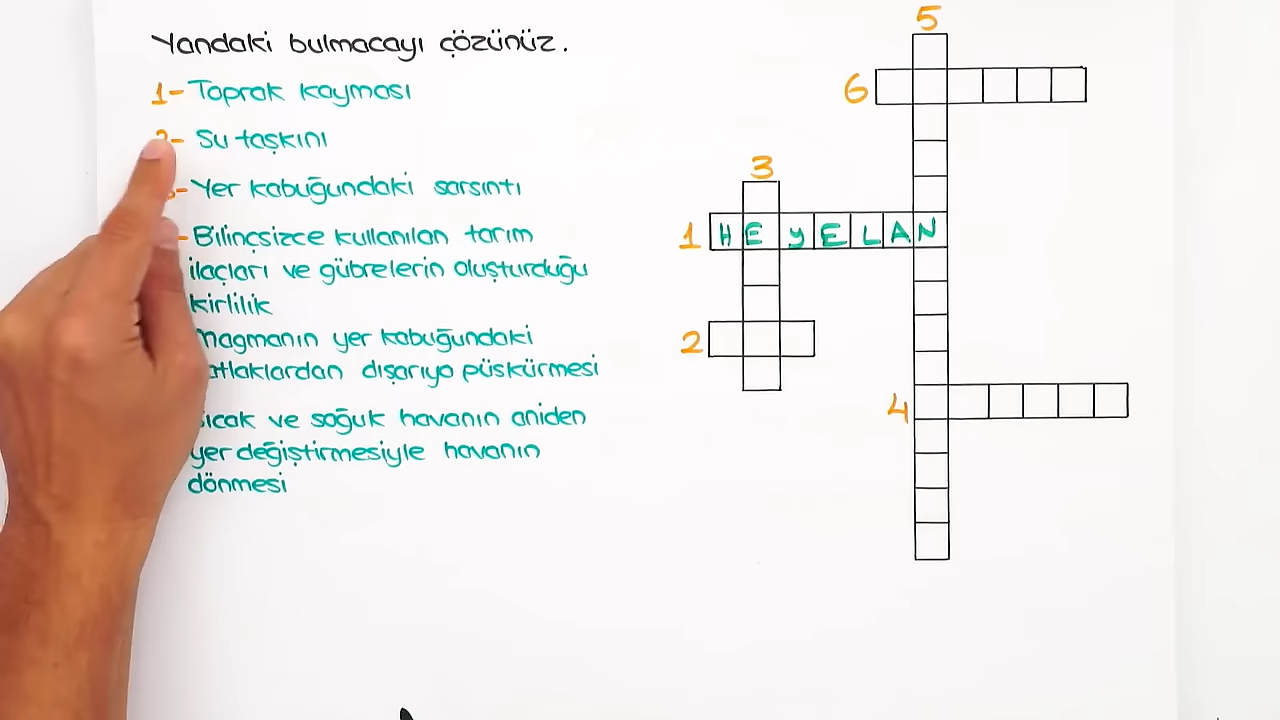 Yandaki bulmacayı çözünüz.
1- Toprak kayması
2- Su taşkını
- Yer kabuğundaki sarsıntı
- Bilinçsizce kullanılan tarım
ilaçları ve gübrelerin oluşturduğu
kirlilik
magmanın yer kabuğundaki
dışarıya püskürmesi
ve soğuk havanın aniden
yer değiştirmesiyle havanın
dönmesi
5
6
3
1 HEYELAN
2
4